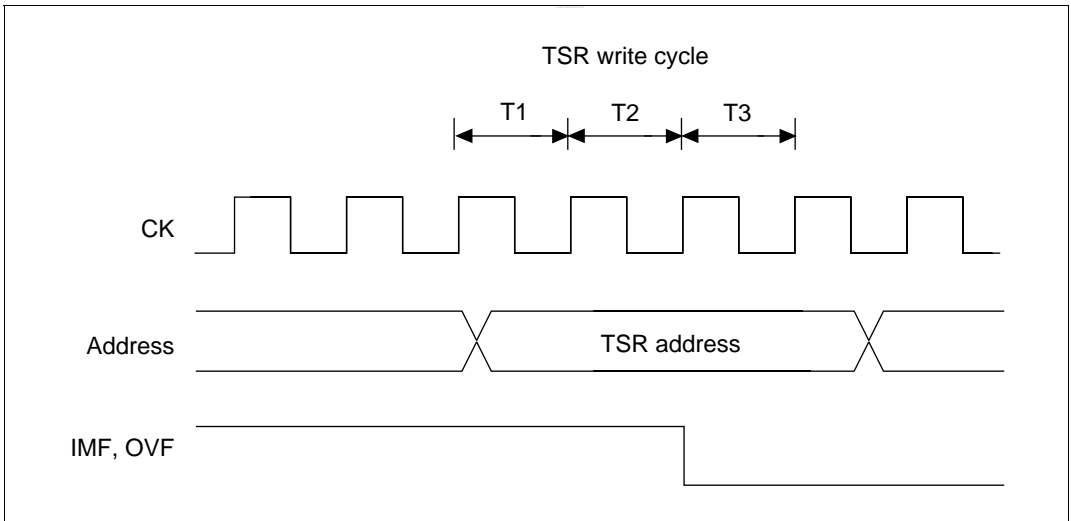 TSR write cycle
T1 T2 T3
CK
Address TSR address
IMF, OVF